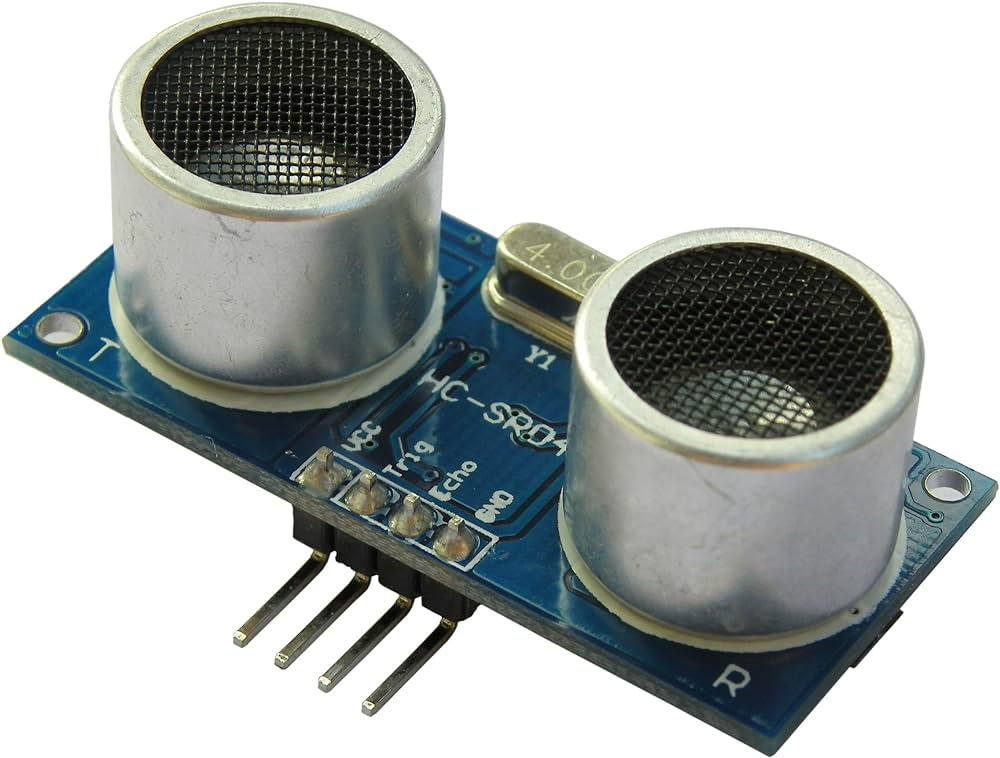 4.00
T
Y1
HC-SR04
VCC
Trig
Echo
GND
R